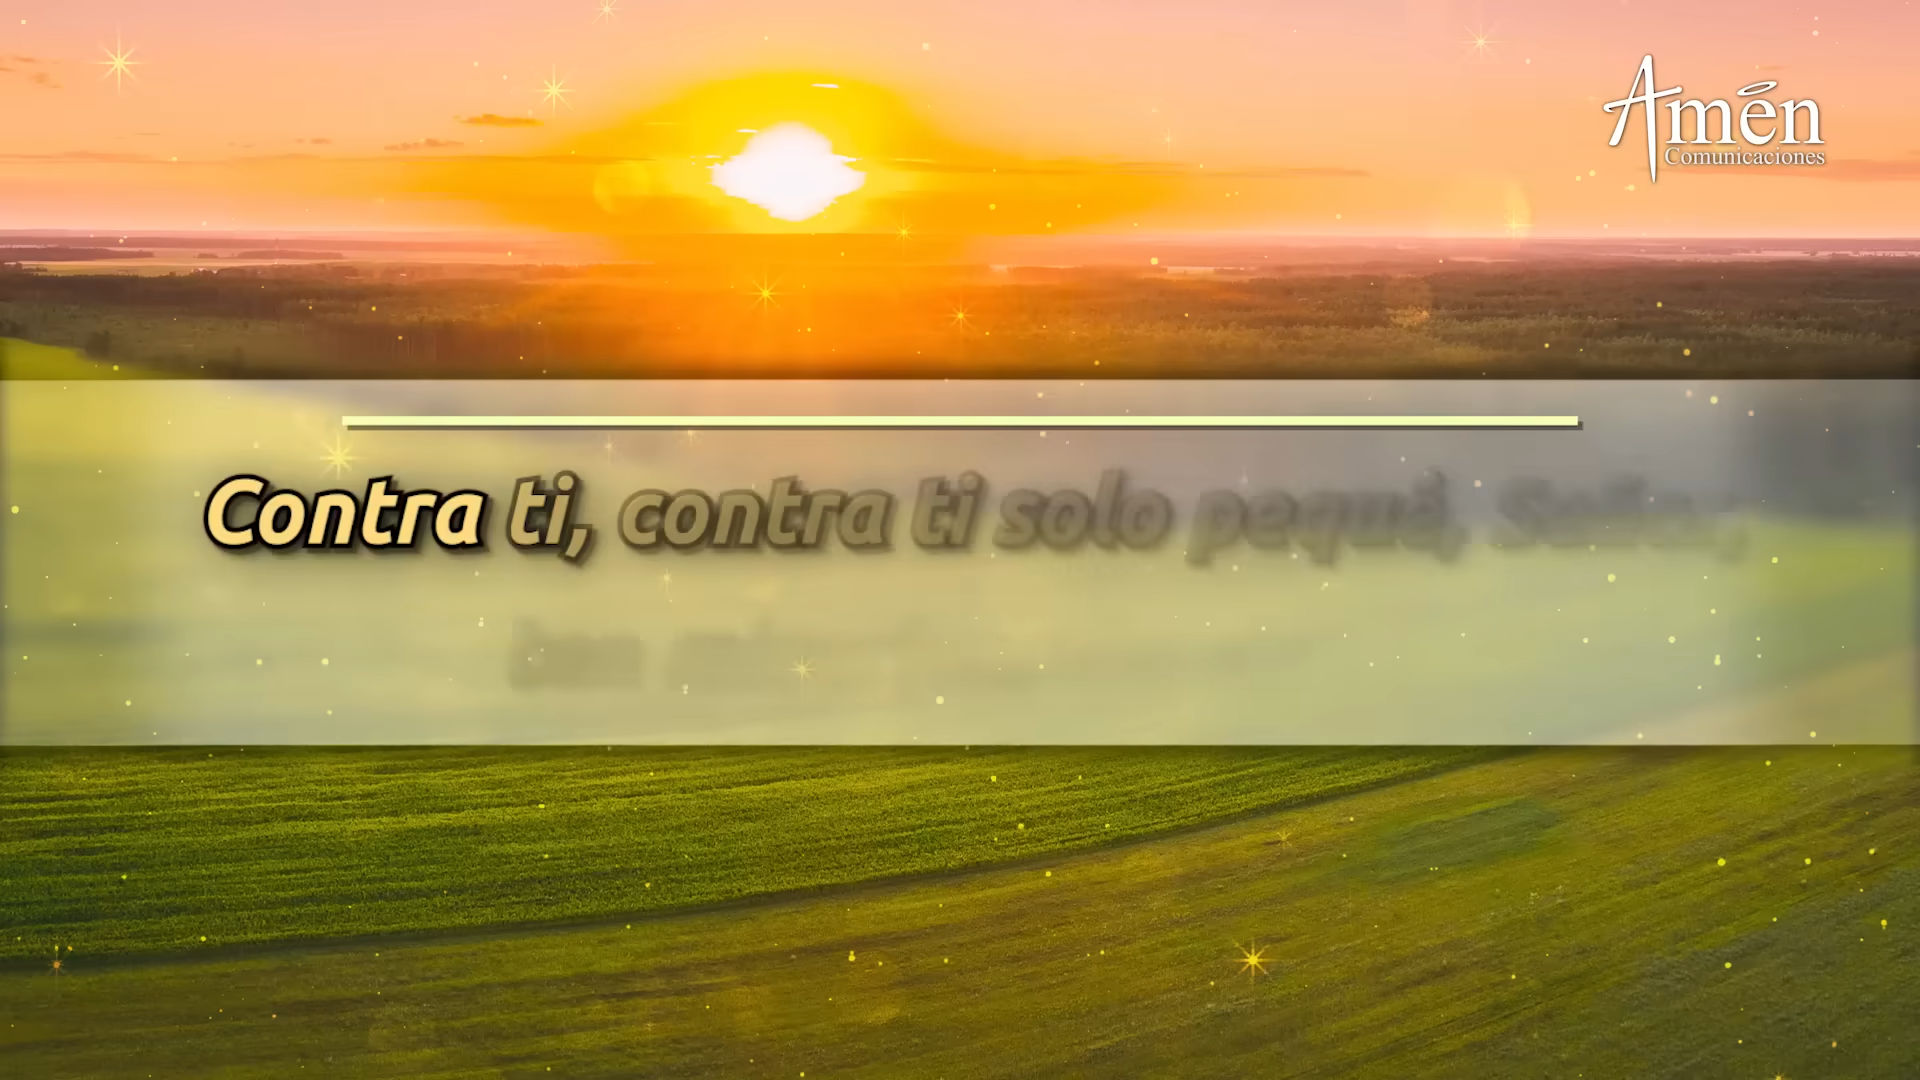 Amén
Comunicaciones
Contra ti, contra ti solo pequé, Señor,